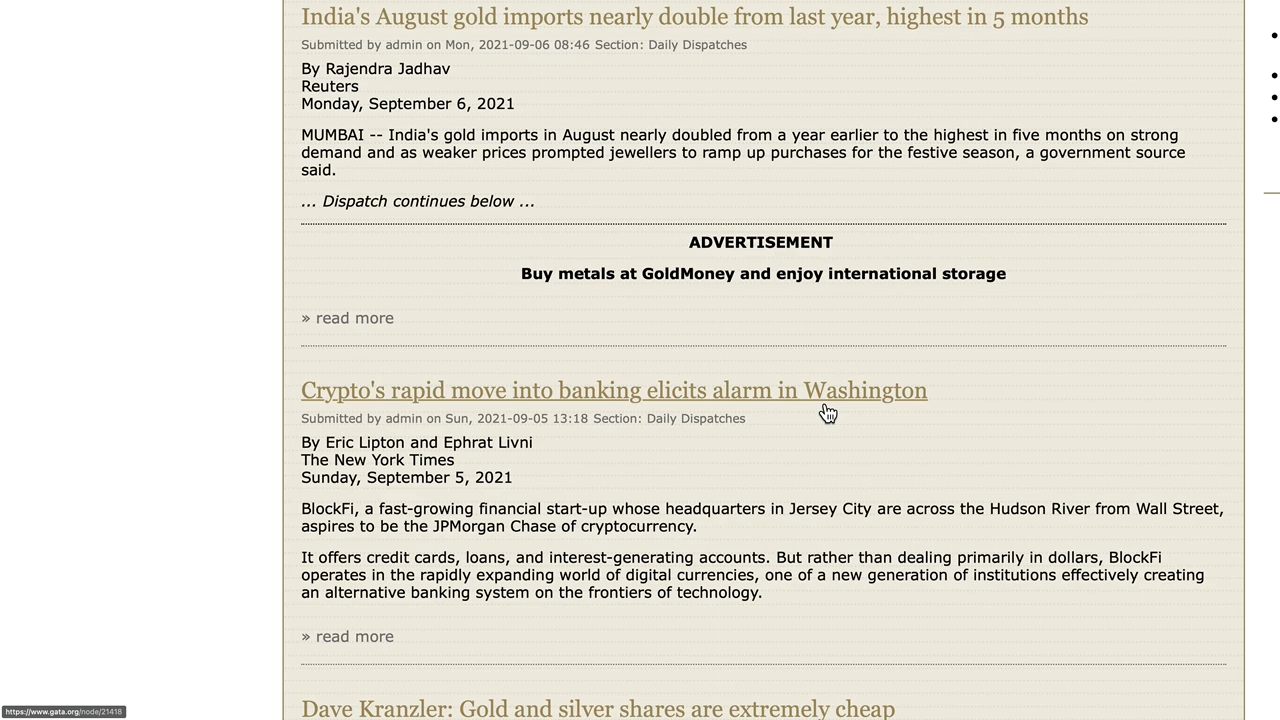 India's August gold imports nearly double from last year, highest in 5 months
Submitted by admin on Mon, 2021-09-06 08:46 Section: Daily Dispatches
By Rajendra Jadhav
Reuters
Monday, September 6, 2021
MUMBAI -- India's gold imports in August nearly doubled from a year earlier to the highest in five months on strong
demand and as weaker prices prompted jewellers to ramp up purchases for the festive season, a government source
said.
... Dispatch continues below ...
ADVERTISEMENT
Buy metals at GoldMoney and enjoy international storage
» read more
Crypto's rapid move into banking elicits alarm in Washington
Submitted by admin on Sun, 2021-09-05 13:18 Section: Daily Dispatches
By Eric Lipton and Ephrat Livni
The New York Times
Sunday, September 5, 2021
BlockFi, a fast-growing financial start-up whose headquarters in Jersey City are across the Hudson River from Wall Street,
aspires to be the JPMorgan Chase of cryptocurrency.
It offers credit cards, loans, and interest-generating accounts. But rather than dealing primarily in dollars, BlockFi
operates in the rapidly expanding world of digital currencies, one of a new generation of institutions effectively creating
an alternative banking system on the frontiers of technology.
» read more
Dave Kranzler: Gold and silver shares are extremely cheap
https://www.gata.org/node/21418